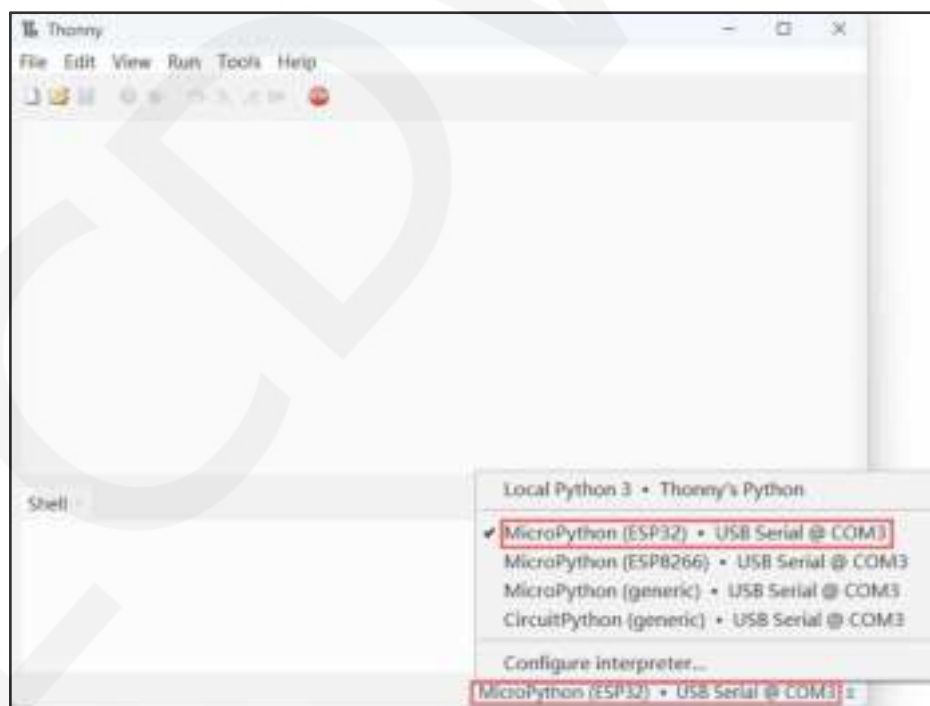 Thonny
File Edit View Run Tools Help
Shell
Local Python 3 • Thonny's Python
✔ MicroPython (ESP32) • USB Serial @ COM3
MicroPython (ESP8266) • USB Serial @ COM3
MicroPython (generic) • USB Serial @ COM3
CircuitPython (generic) • USB Serial @ COM3
Configure interpreter...
MicroPython (ESP32) • USB Serial @ COM3